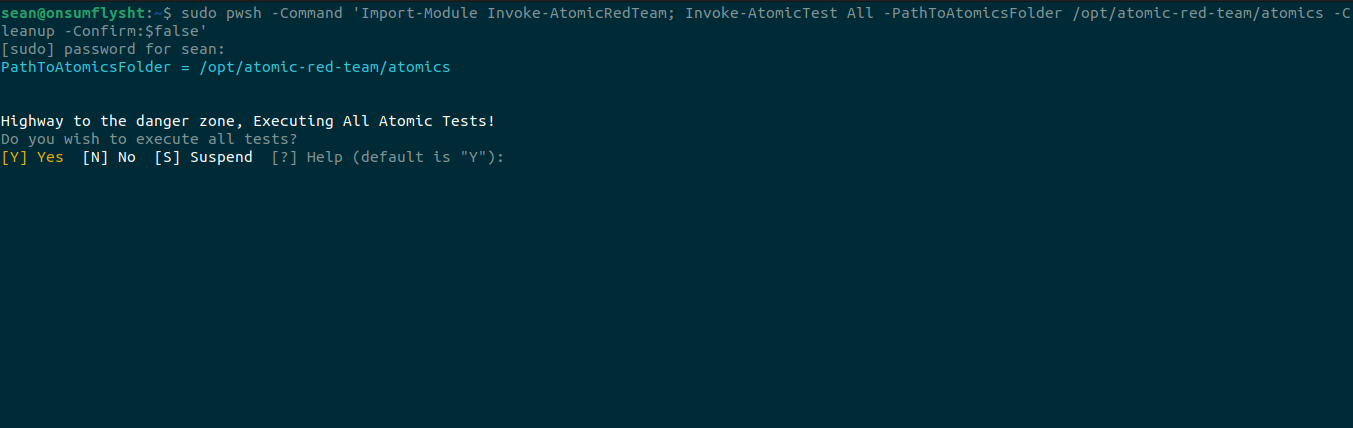 sean@onsumflysht:~$ sudo pwsh -Command 'Import-Module Invoke-AtomicRedTeam; Invoke-AtomicTest All -PathToAtomicsFolder /opt/atomic-red-team/atomics -C
leanup -Confirm:$false'
[sudo] password for sean:
PathToAtomicsFolder = /opt/atomic-red-team/atomics
Highway to the danger zone, Executing All Atomic Tests!
Do you wish to execute all tests?
[Y] Yes  [N] No  [S] Suspend  [?] Help (default is "Y"):